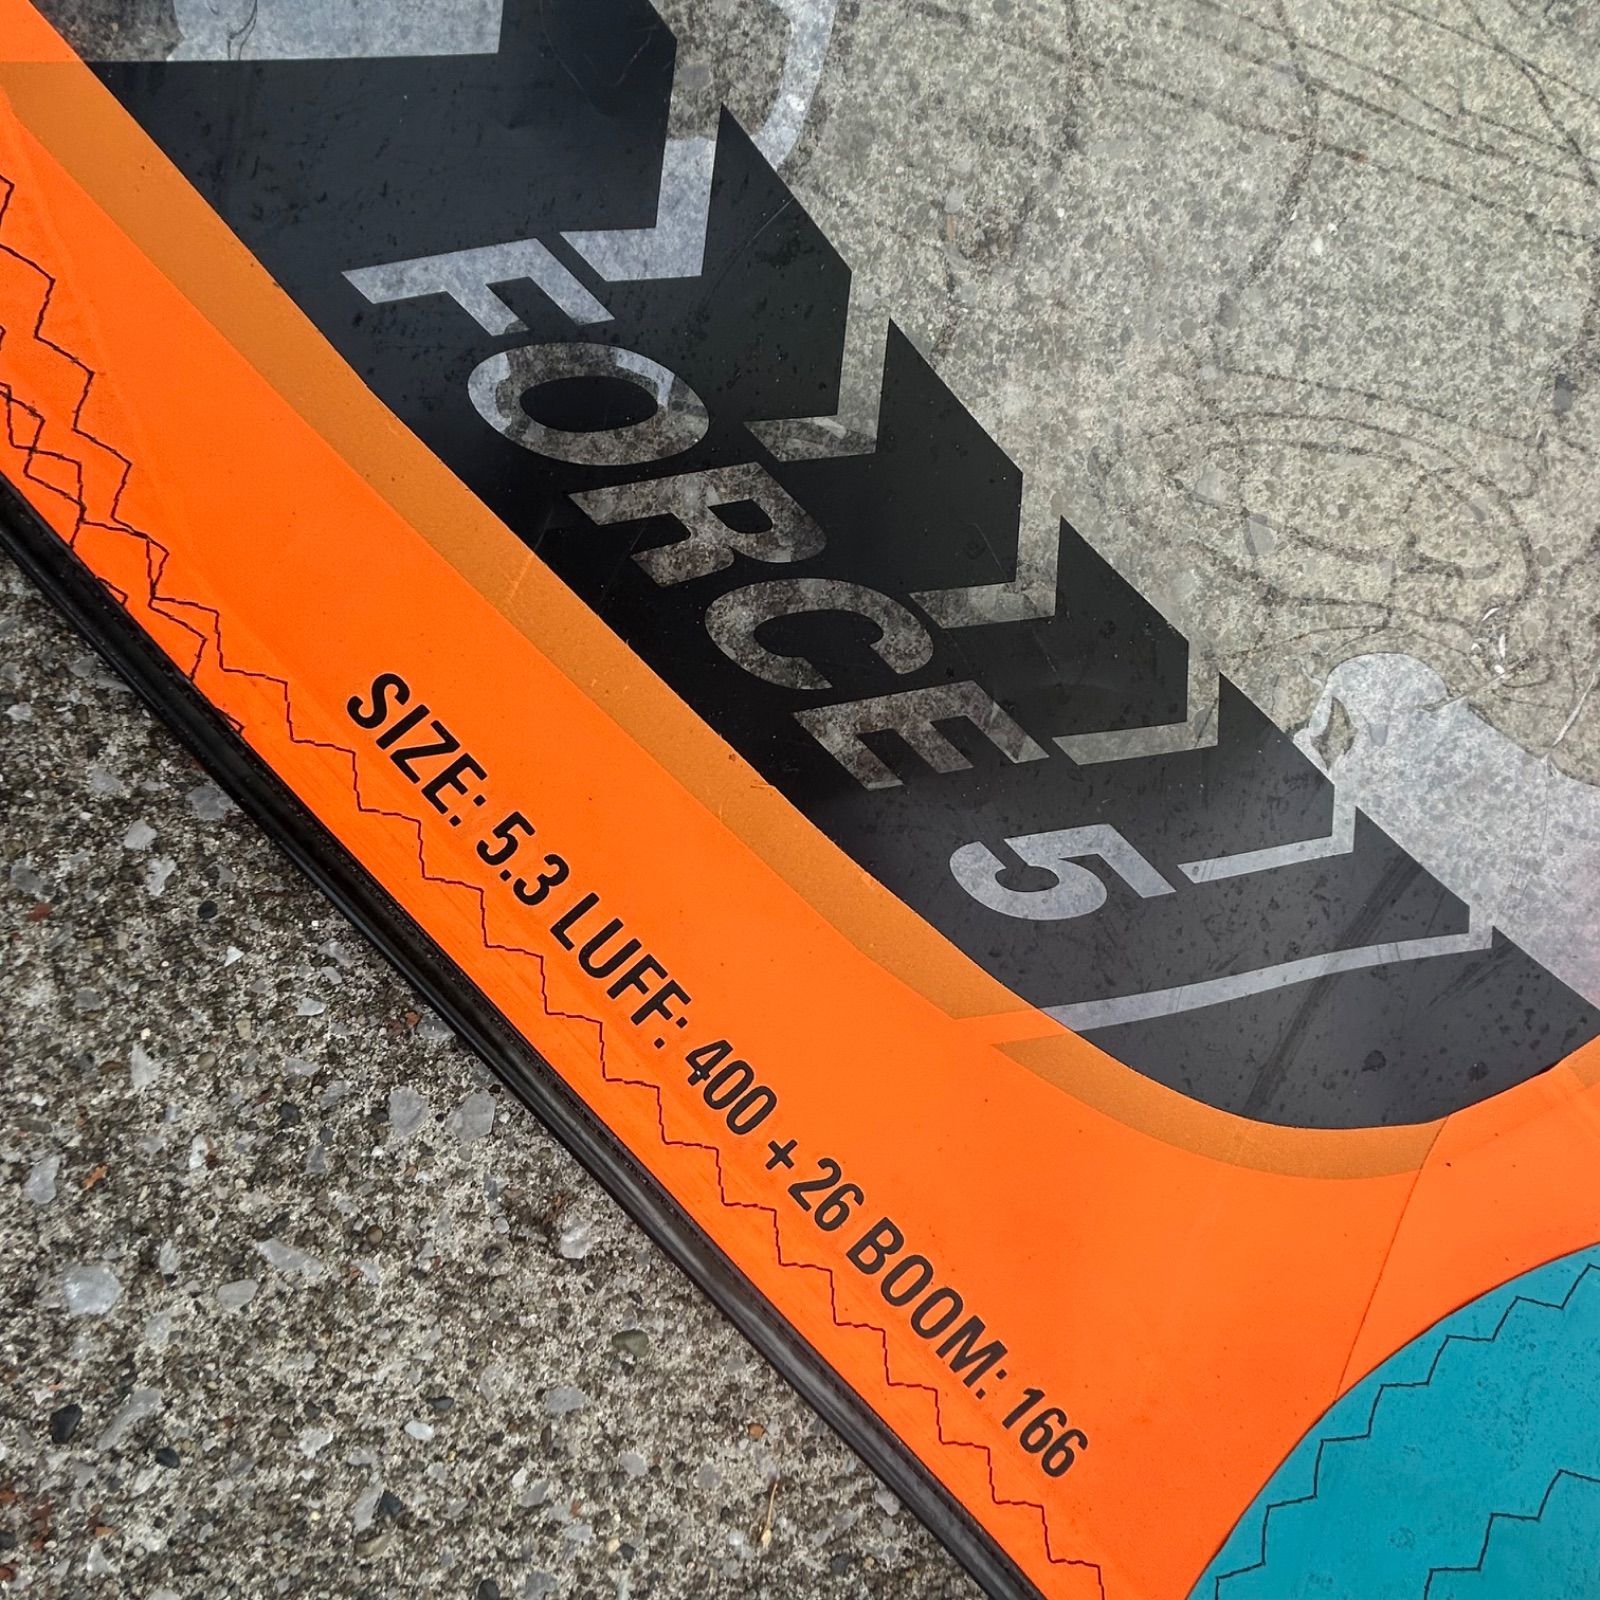 FORCE 5
SIZE: 5.3 LUFF: 400 + 26 BOOM: 166